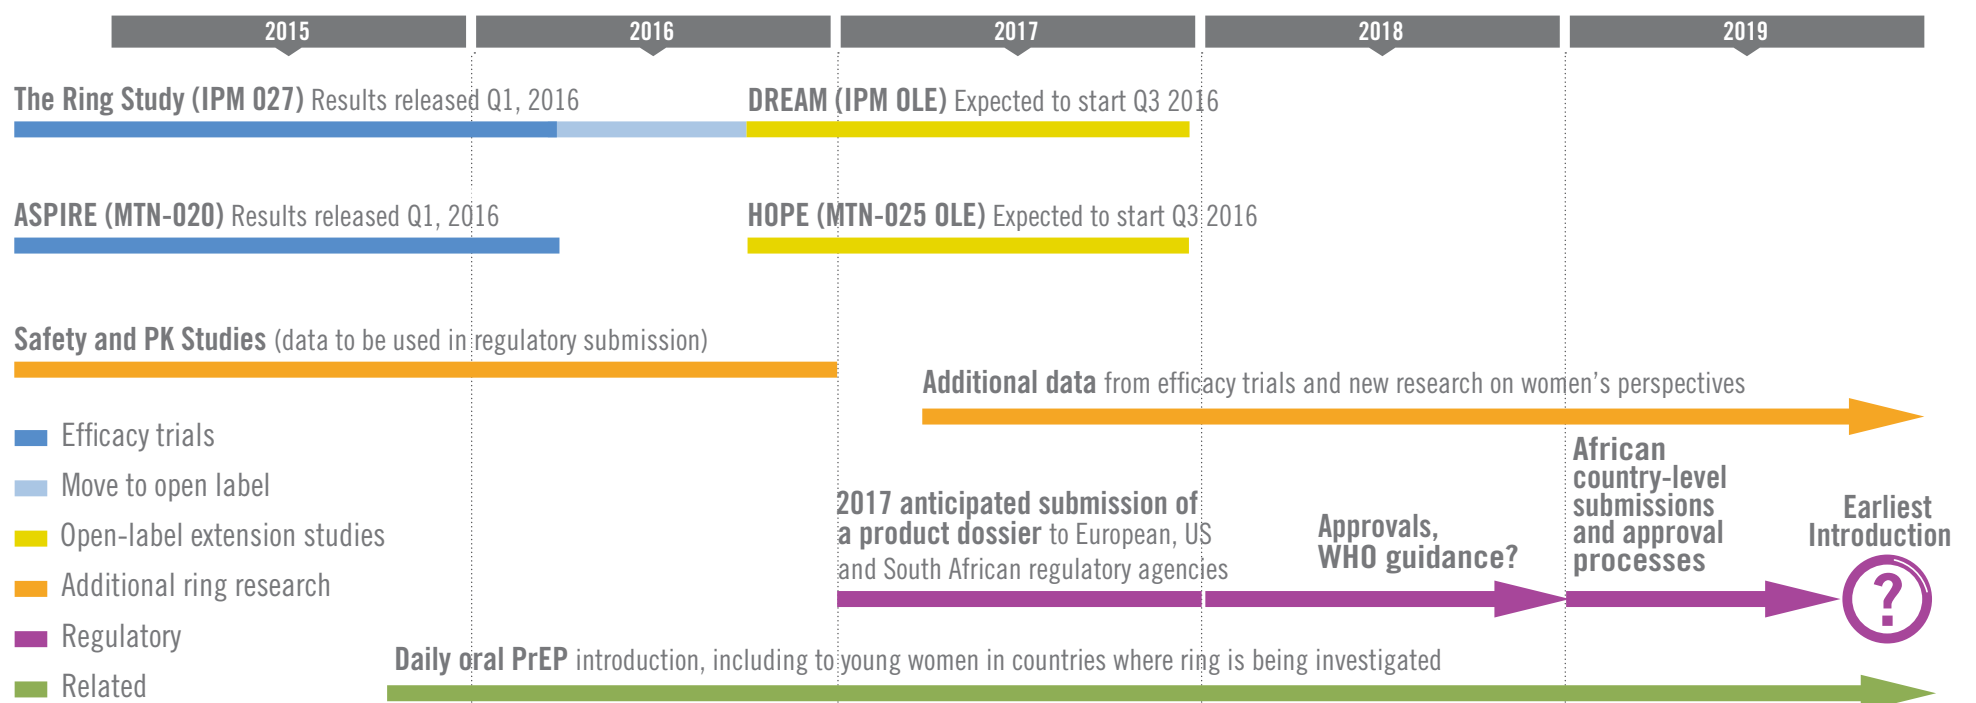 2015 2016 2017 2018 2019
The Ring Study (IPM 027) Results released Q1, 2016
DREAM (IPM OLE) Expected to start Q3 2016
ASPIRE (MTN-020) Results released Q1, 2016
HOPE (MTN-025 OLE) Expected to start Q3 2016
Safety and PK Studies (data to be used in regulatory submission)
Additional data from efficacy trials and new research on women's perspectives
Efficacy trials
Move to open label
Open-label extension studies
Additional ring research
Regulatory
Related
2017 anticipated submission of
a product dossier to European, US
and South African regulatory agencies
Approvals,
WHO guidance?
African
country-level
submissions
and approval
processes
Earliest
Introduction
?
Daily oral PrEP introduction, including to young women in countries where ring is being investigated